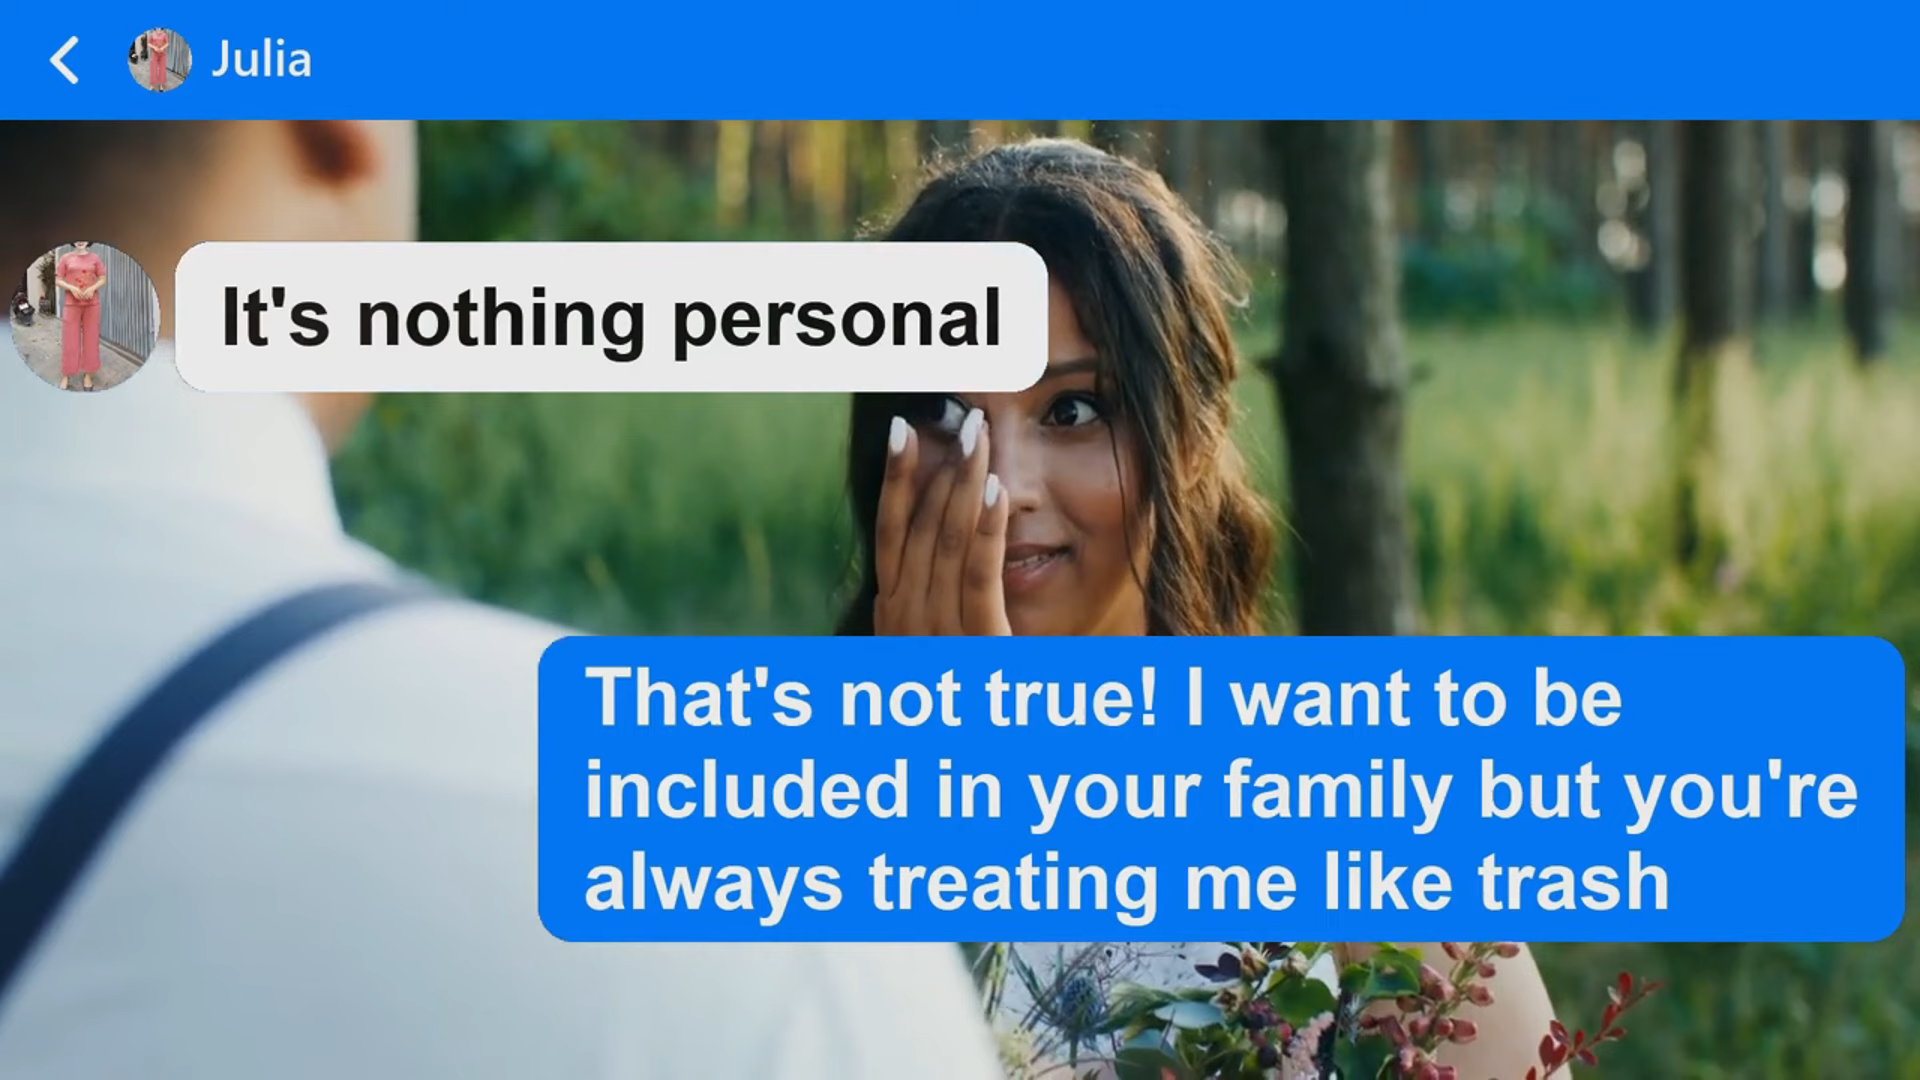 Julia
It's nothing personal
That's not true! I want to be
included in your family but you're
always treating me like trash